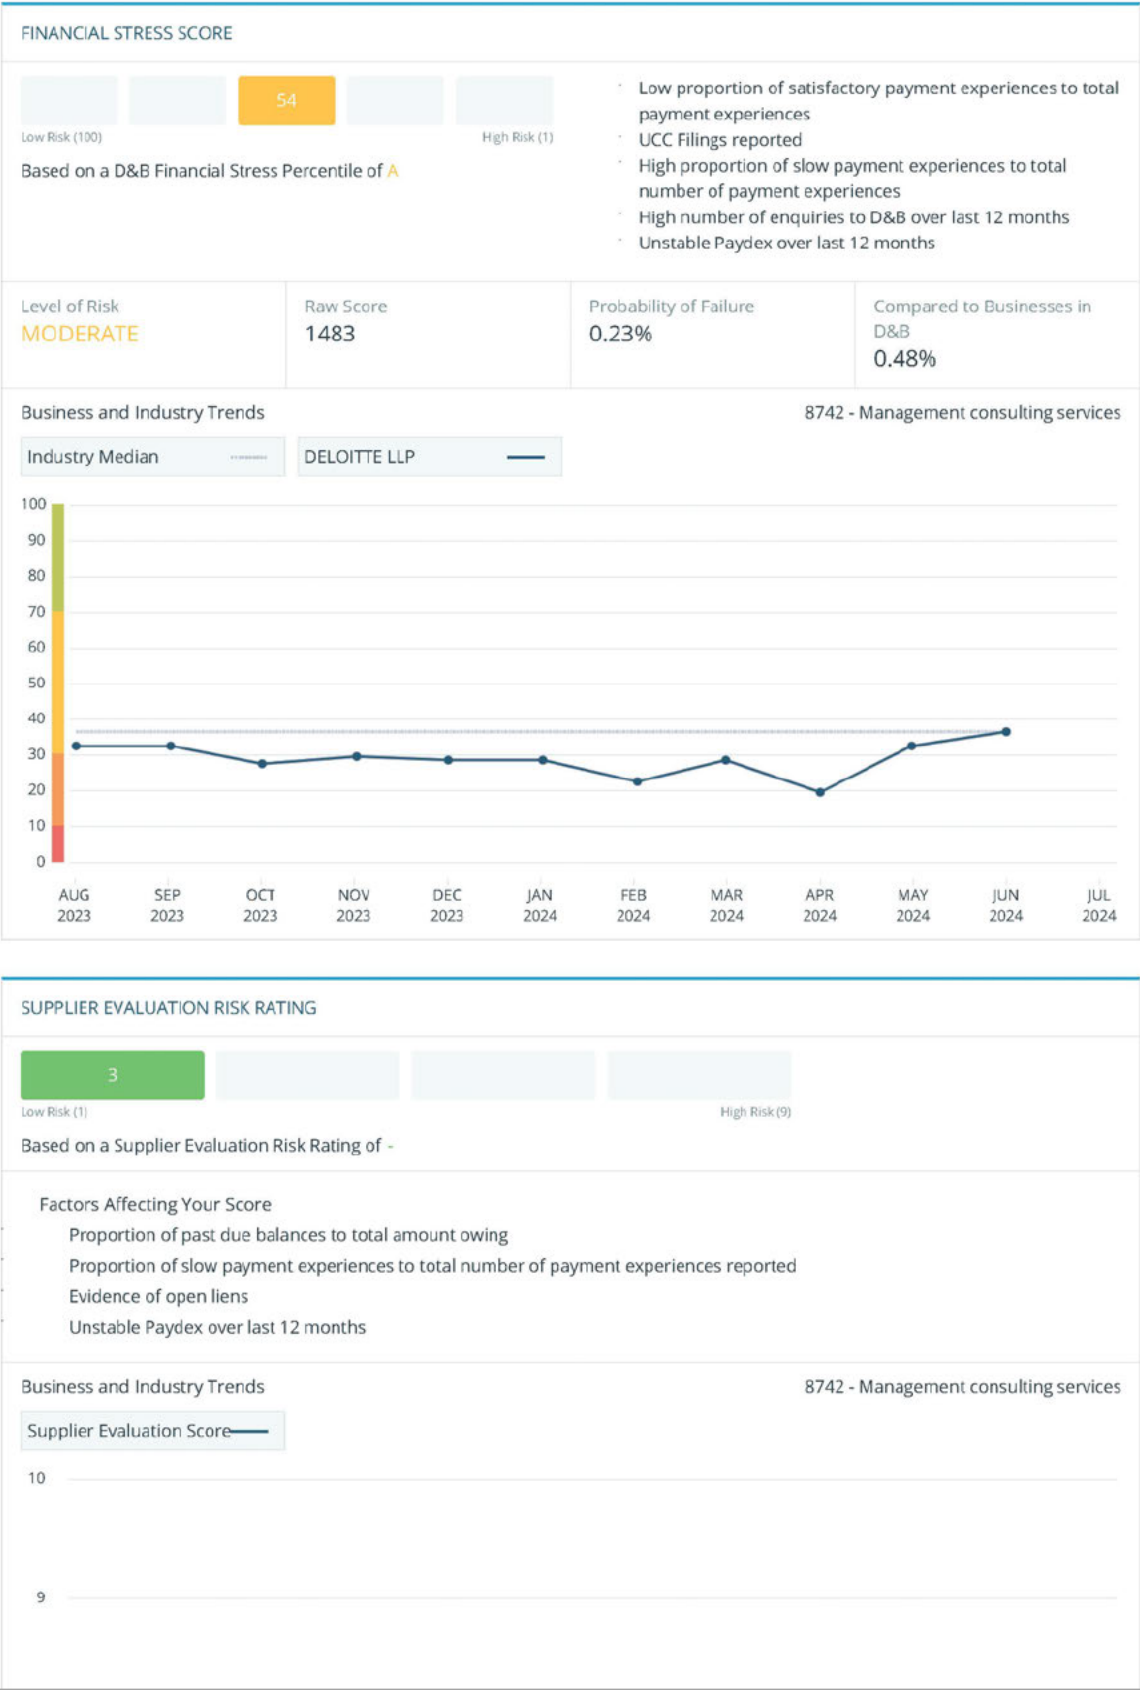 FINANCIAL STRESS SCORE
54
Low Risk (100)
High Risk (1)
Based on a D&B Financial Stress Percentile of A
Low proportion of satisfactory payment experiences to total
payment experiences
UCC Filings reported
High proportion of slow payment experiences to total
number of payment experiences
High number of enquiries to D&B over last 12 months
Unstable Paydex over last 12 months
Level of Risk
MODERATE
Raw Score
1483
Probability of Failure
0.23%
Compared to Businesses in
D&B
0.48%
Business and Industry Trends
8742 - Management consulting services
Industry Median
DELOITTE LLP
100
90
80
70
60
50
40
30
20
10
0
AUG 2023
SEP 2023
OCT 2023
NOV 2023
DEC 2023
JAN 2024
FEB 2024
MAR 2024
APR 2024
MAY 2024
JUN 2024
JUL 2024
SUPPLIER EVALUATION RISK RATING
3
Low Risk (1)
High Risk (9)
Based on a Supplier Evaluation Risk Rating of -
Factors Affecting Your Score
Proportion of past due balances to total amount owing
Proportion of slow payment experiences to total number of payment experiences reported
Evidence of open liens
Unstable Paydex over last 12 months
Business and Industry Trends
8742 - Management consulting services
Supplier Evaluation Score
10
9